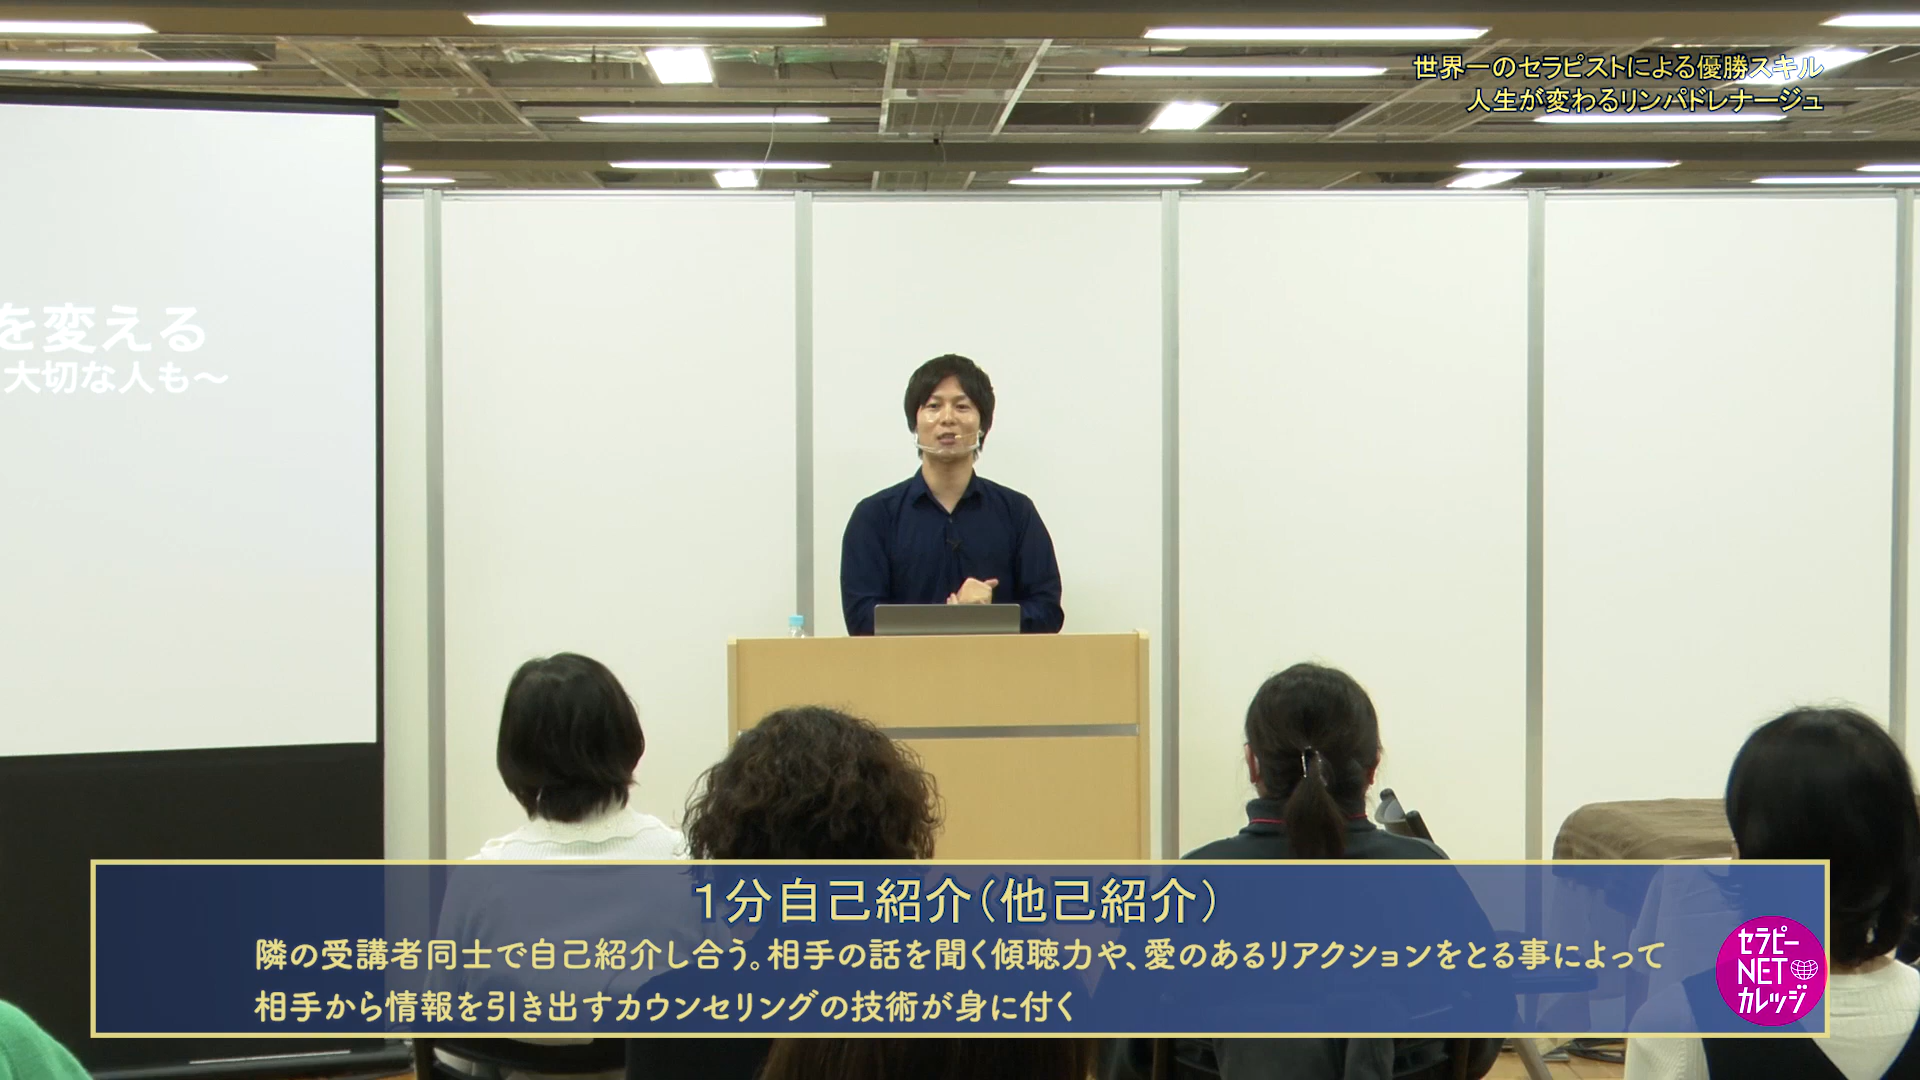 世界一のセラピストによる優勝スキル
人生が変わるリンパドレナージュ
を変える
大切な人も〜
1分自己紹介(他己紹介)
隣の受講者同士で自己紹介し合う。相手の話を聞く傾聴力や、愛のあるリアクションをとる事によって
相手から情報を引き出すカウンセリングの技術が身に付く
セラピー
NET
カレッジ